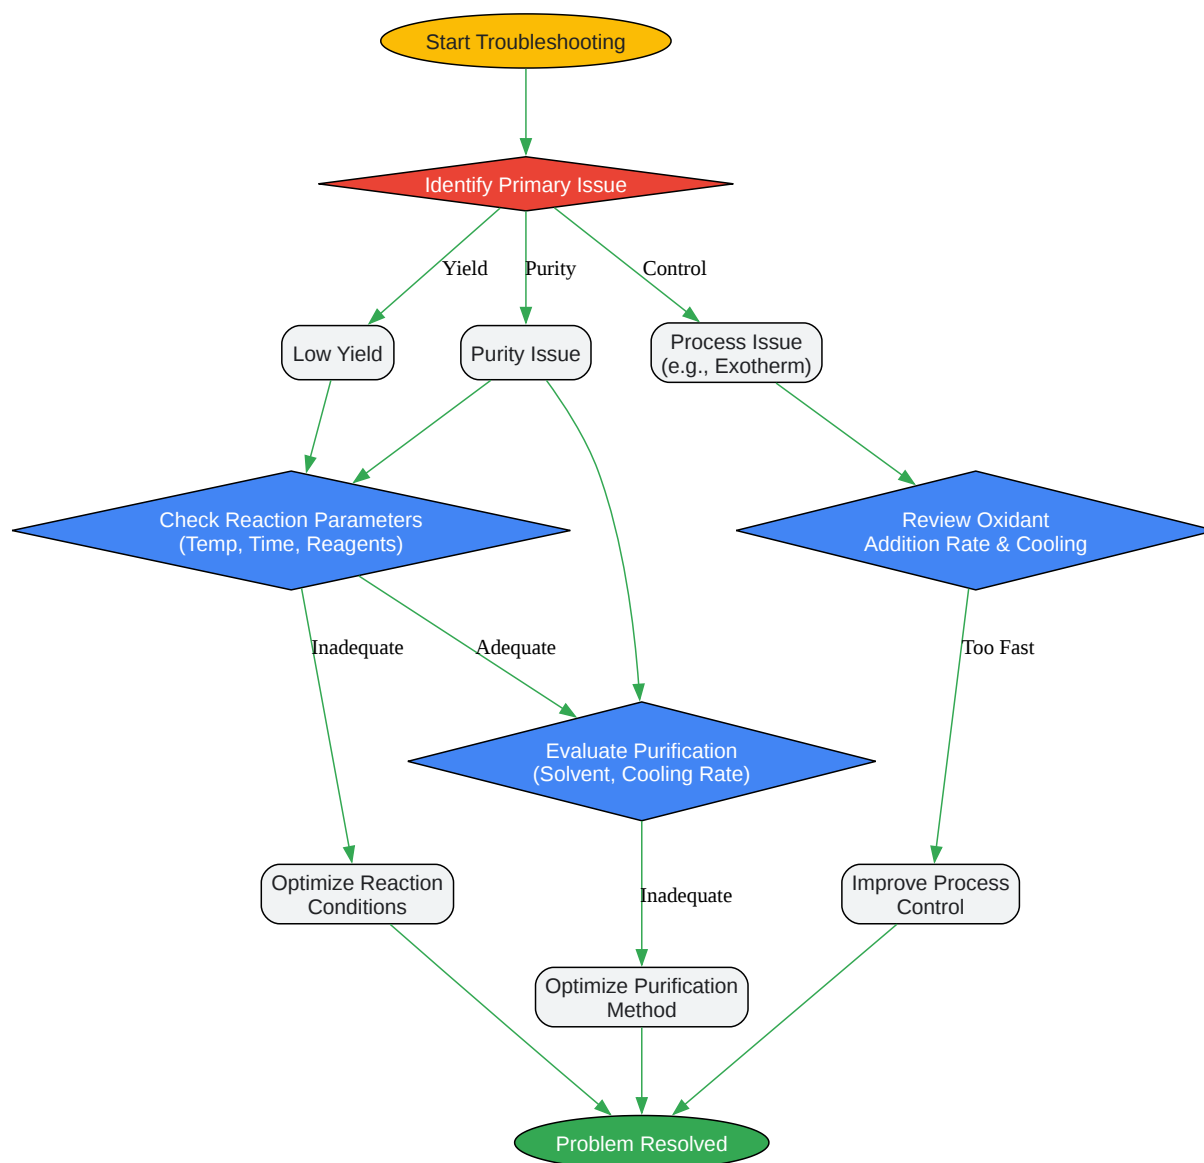 Start Troubleshooting
Identify Primary Issue
Yield
Purity
Control
Low Yield
Purity Issue
Process Issue
(e.g., Exotherm)
Check Reaction Parameters
(Temp, Time, Reagents)
Review Oxidant
Addition Rate & Cooling
Inadequate
Adequate
Too Fast
Evaluate Purification
(Solvent, Cooling Rate)
Optimize Reaction
Conditions
Inadequate
Improve Process
Control
Optimize Purification
Method
Problem Resolved